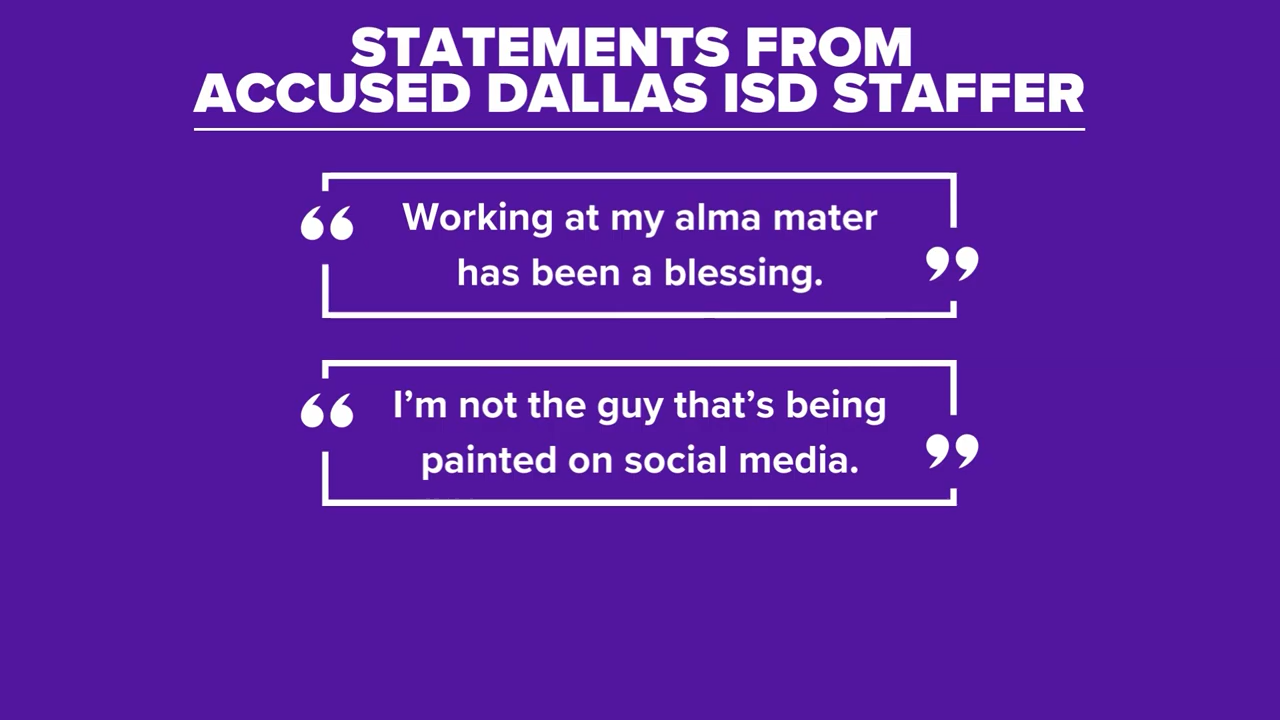 STATEMENTS FROM
ACCUSED DALLAS ISD STAFFER
“Working at my alma mater
has been a blessing.”
“I’m not the guy that’s being
painted on social media.”